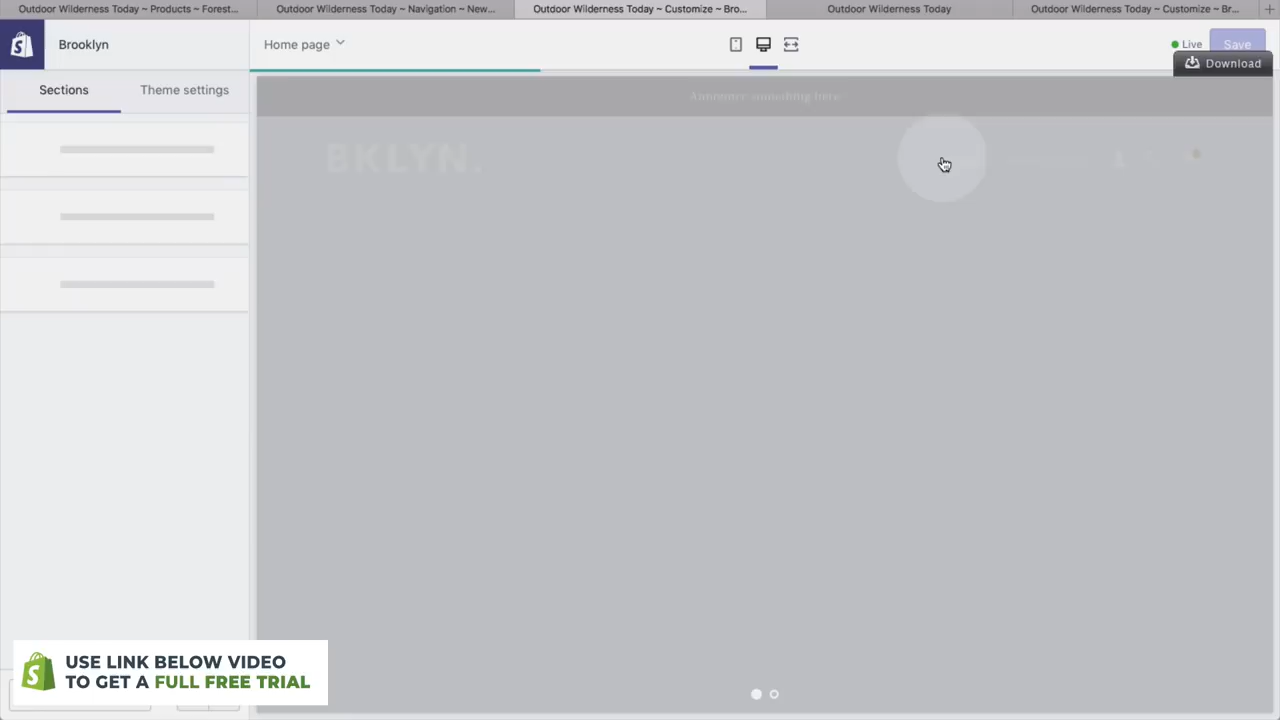 Outdoor Wilderness Today ~ Products ~ Forest...
Outdoor Wilderness Today ~ Navigation ~ New...
Outdoor Wilderness Today ~ Customize ~ Bro...
Outdoor Wilderness Today
Outdoor Wilderness Today ~ Customize ~ Br...
Brooklyn
Home page
Live
Save
Download
Sections
Theme settings
Announce something here
BKLYN.
USE LINK BELOW VIDEO
TO GET A FULL FREE TRIAL